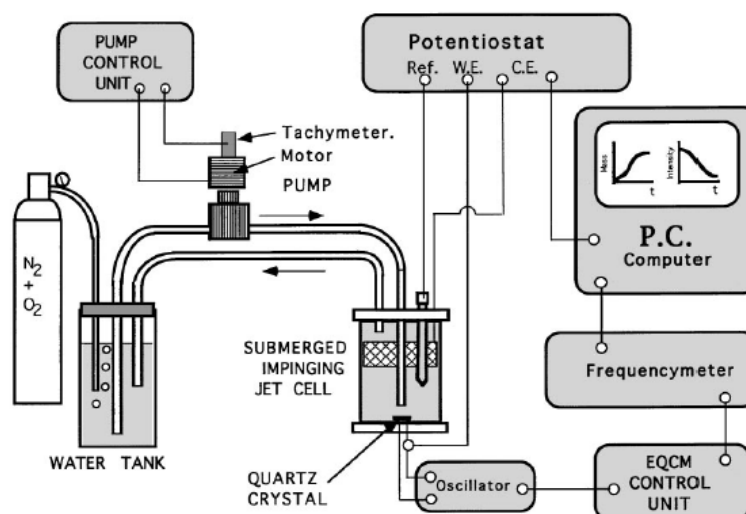 PUMP
CONTROL
UNIT
Potentiostat
Ref. W.E. C.E.
Tachymeter.
Motor
PUMP
Mass
t
Intensity
t
P.C.
Computer
N2
+
O2
SUBMERGED
IMPINGING
JET CELL
Frequencymeter
WATER TANK
QUARTZ
CRYSTAL
Oscillator
EQCM
CONTROL
UNIT